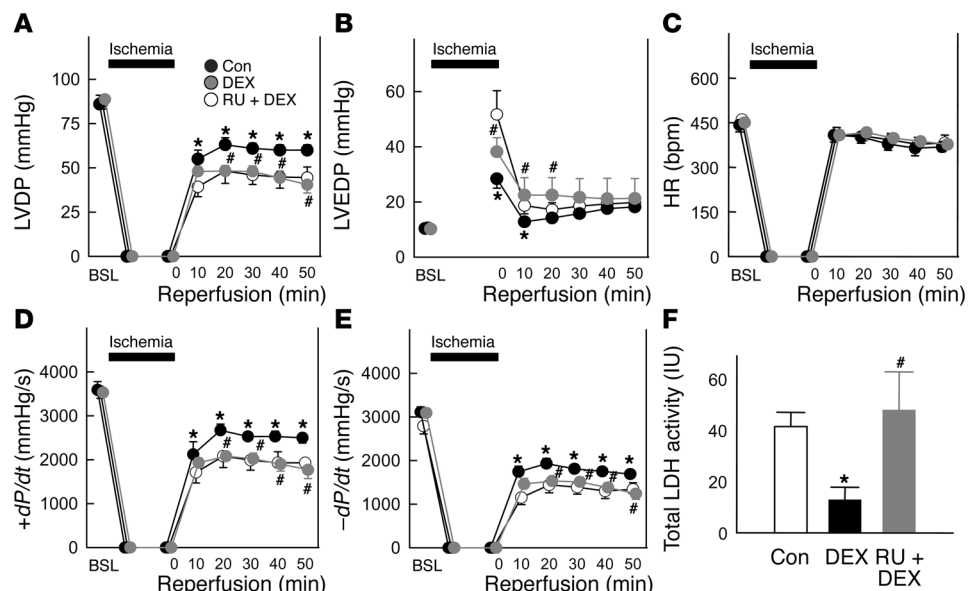 A
Ischemia
Con
DEX
RU + DEX
LVDP (mmHg)
100
75
50
25
0
* * * * *
# # # #
BSL
0 10 20 30 40 50
Reperfusion (min)
B
Ischemia
LVEDP (mmHg)
60
40
20
0
# # #
* *
BSL
0 10 20 30 40 50
Reperfusion (min)
C
Ischemia
HR (bpm)
600
450
300
150
0
BSL
0 10 20 30 40 50
Reperfusion (min)
D
Ischemia
+dP/dt (mmHg/s)
4000
3000
2000
1000
0
* * * * *
# # # #
BSL
0 10 20 30 40 50
Reperfusion (min)
E
Ischemia
−dP/dt (mmHg/s)
4000
3000
2000
1000
0
* * * * *
# # # #
BSL
0 10 20 30 40 50
Reperfusion (min)
F
Total LDH activity (IU)
60
40
20
0
* #
Con DEX RU +
DEX